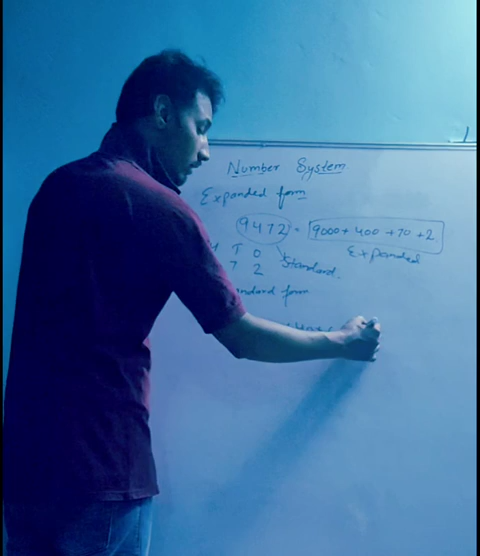 Number System
Expanded form
9472 = 9000 + 400 + 70 + 2
T O Standard. Expanded
7 2
ndard form